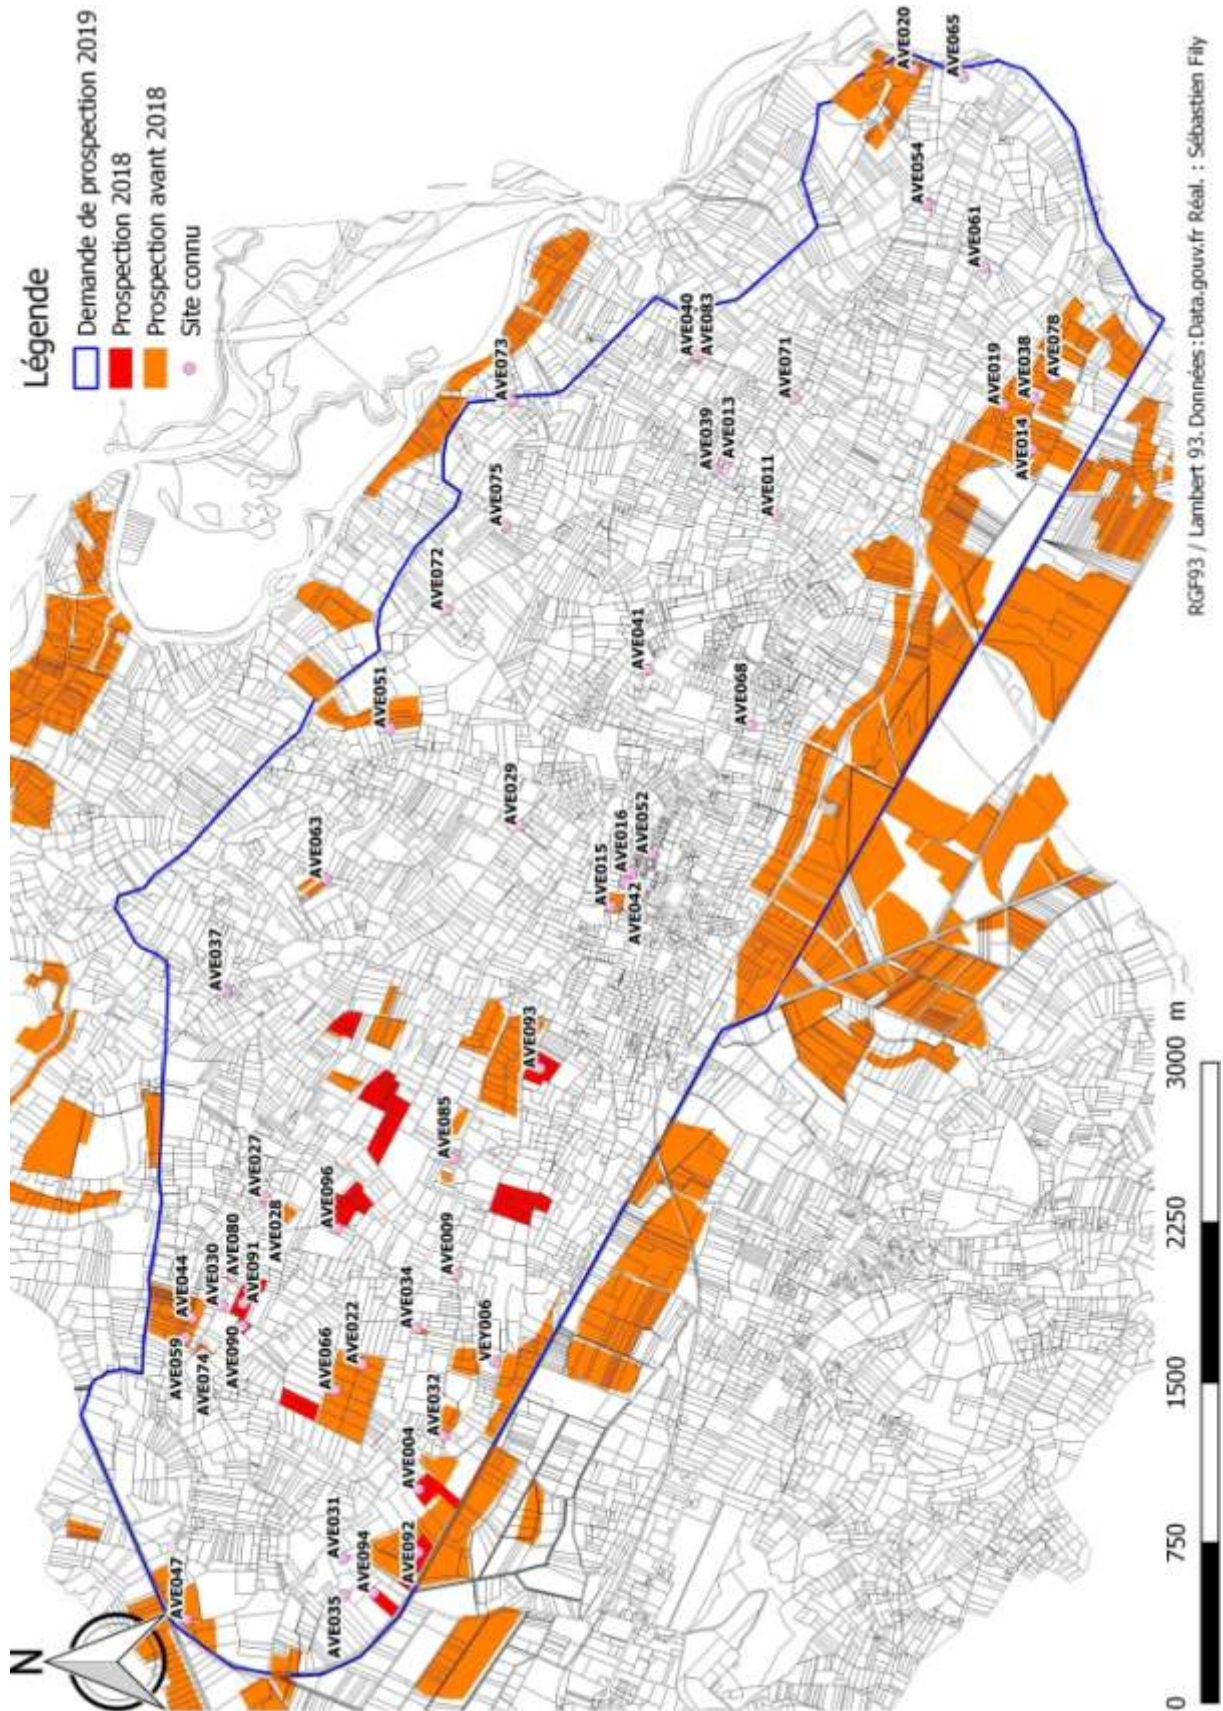 Légende
Demande de prospection 2019
Prospection 2018
Prospection avant 2018
Site connu
N
AVE047
AVE035
AVE031
AVE094
AVE092
AVE004
AVE032
VEY006
AVE034
AVE009
AVE066
AVE022
AVE059
AVE044
AVE074
AVE030
AVE090
AVE080
AVE091
AVE028
AVE027
AVE096
AVE085
AVE093
AVE037
AVE063
AVE029
AVE015
AVE016
AVE042
AVE052
AVE051
AVE068
AVE041
AVE072
AVE075
AVE073
AVE011
AVE039
AVE013
AVE040
AVE083
AVE071
AVE014
AVE019
AVE038
AVE078
AVE061
AVE054
AVE020
AVE065
0 750 1500 2250 3000 m
RGF93 / Lambert 93. Données : Data.gouv.fr Réal. : Sébastien Fily